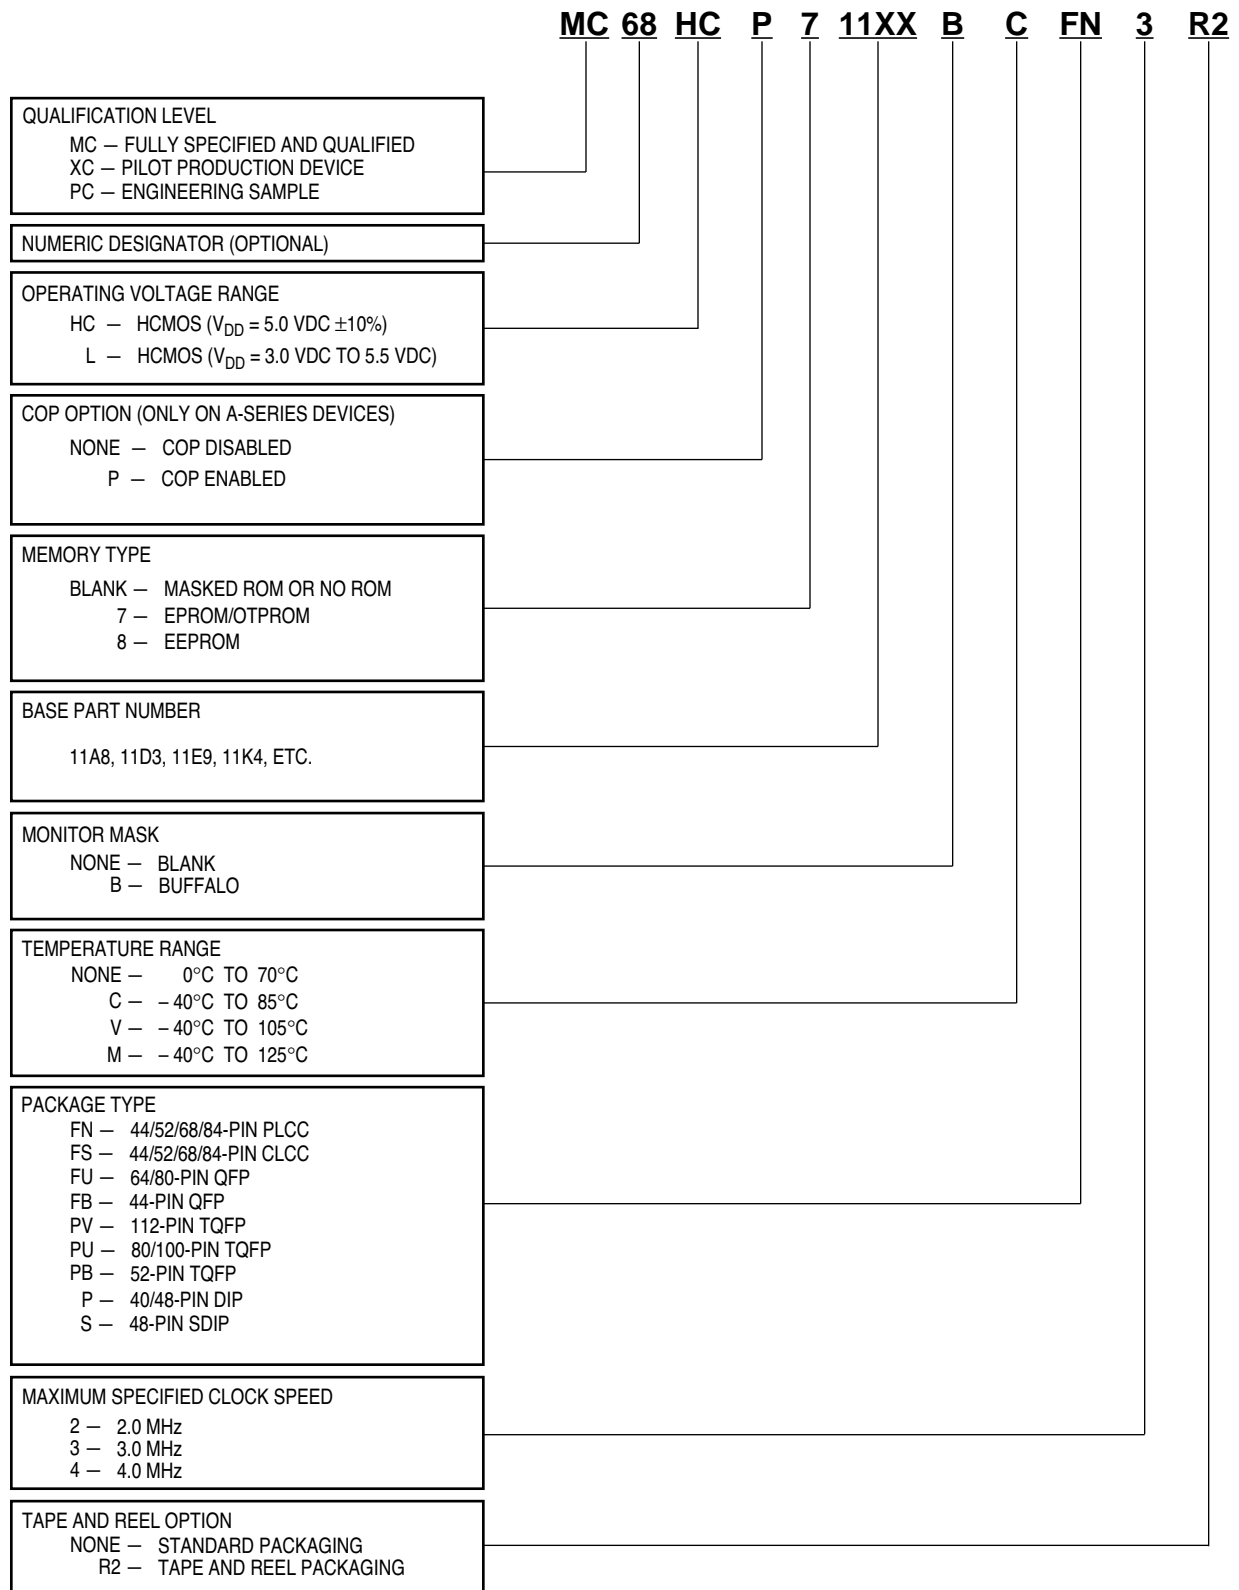 MC 68 HC P 7 11XX B C FN 3 R2
QUALIFICATION LEVEL
MC — FULLY SPECIFIED AND QUALIFIED
XC — PILOT PRODUCTION DEVICE
PC — ENGINEERING SAMPLE
NUMERIC DESIGNATOR (OPTIONAL)
OPERATING VOLTAGE RANGE
HC — HCMOS (VDD = 5.0 VDC ±10%)
L — HCMOS (VDD = 3.0 VDC TO 5.5 VDC)
COP OPTION (ONLY ON A-SERIES DEVICES)
NONE — COP DISABLED
P — COP ENABLED
MEMORY TYPE
BLANK — MASKED ROM OR NO ROM
7 — EPROM/OTPROM
8 — EEPROM
BASE PART NUMBER
11A8, 11D3, 11E9, 11K4, ETC.
MONITOR MASK
NONE — BLANK
B — BUFFALO
TEMPERATURE RANGE
NONE — 0°C TO 70°C
C — – 40°C TO 85°C
V — – 40°C TO 105°C
M — – 40°C TO 125°C
PACKAGE TYPE
FN — 44/52/68/84-PIN PLCC
FS — 44/52/68/84-PIN CLCC
FU — 64/80-PIN QFP
FB — 44-PIN QFP
PV — 112-PIN TQFP
PU — 80/100-PIN TQFP
PB — 52-PIN TQFP
P — 40/48-PIN DIP
S — 48-PIN SDIP
MAXIMUM SPECIFIED CLOCK SPEED
2 — 2.0 MHz
3 — 3.0 MHz
4 — 4.0 MHz
TAPE AND REEL OPTION
NONE — STANDARD PACKAGING
R2 — TAPE AND REEL PACKAGING